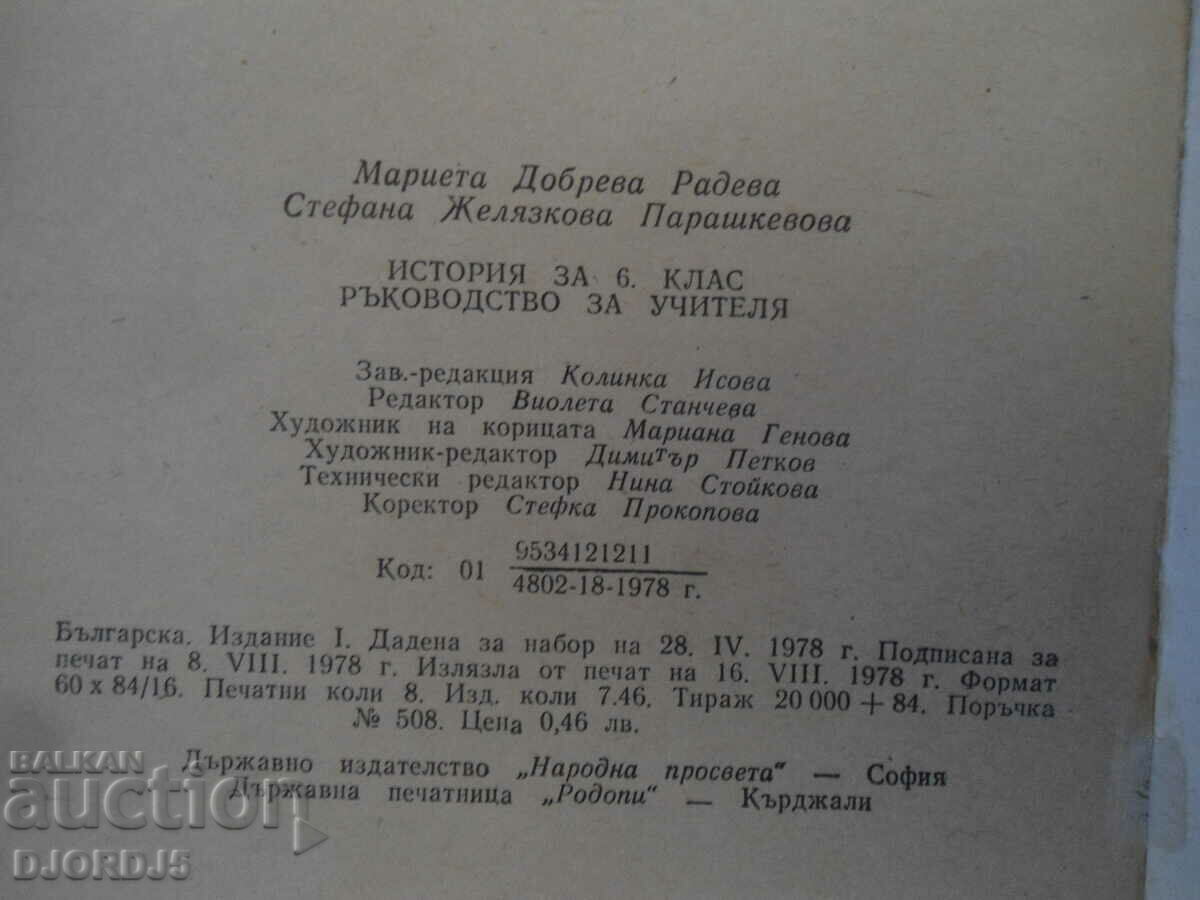 Мариета Добрева Радева
Стефана Желязкова Парашкевова
ИСТОРИЯ ЗА 6. КЛАС
РЪКОВОДСТВО ЗА УЧИТЕЛЯ
Зав.-редакция Колинка Исова
Редактор Виолета Станчева
Художник на корицата Мариана Генова
Художник-редактор Димитър Петков
Технически редактор Нина Стойкова
Коректор Стефка Прокопова
Код: 01 9534121211
4802-18-1978 г.
Българска. Издание I. Дадена за набор на 28. IV. 1978 г. Подписана за
печат на 8. VIII. 1978 г. Излязла от печат на 16. VIII. 1978 г. Формат
60 x 84/16. Печатни коли 8. Изд. коли 7.46. Тираж 20 000 + 84. Поръчка
№ 508. Цена 0,46 лв.
Държавно издателство „Народна просвета“ — София
Държавна печатница „Родопи“ — Кърджали
BALKAN
auction
DJORDJ5